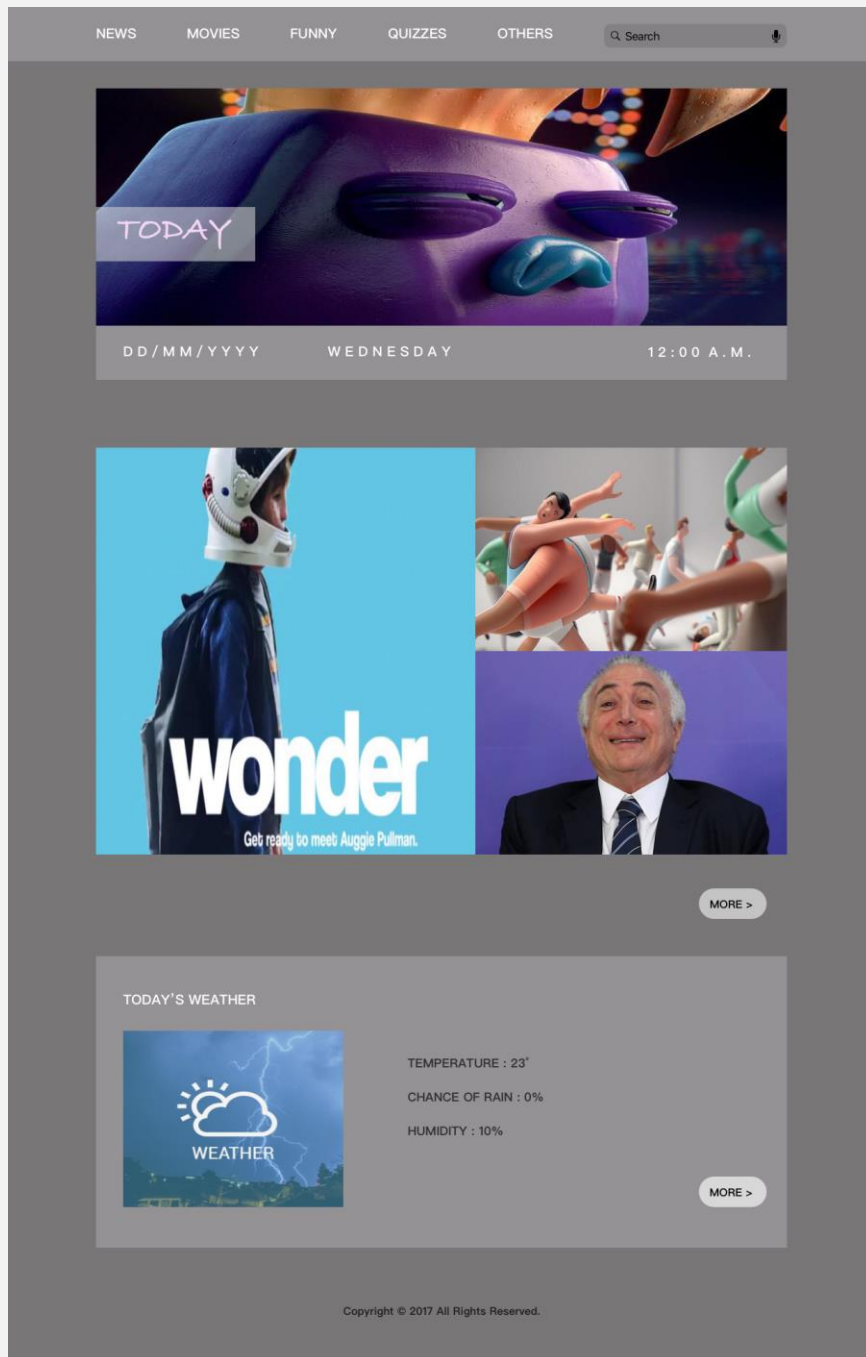 NEWS MOVIES FUNNY QUIZZES OTHERS Search
TODAY
DD/MM/YYYY WEDNESDAY 12:00 A.M.
wonder
Get ready to meet Auggie Pullman.
MORE >
TODAY'S WEATHER
WEATHER
TEMPERATURE : 23°
CHANCE OF RAIN : 0%
HUMIDITY : 10%
MORE >
Copyright © 2017 All Rights Reserved.